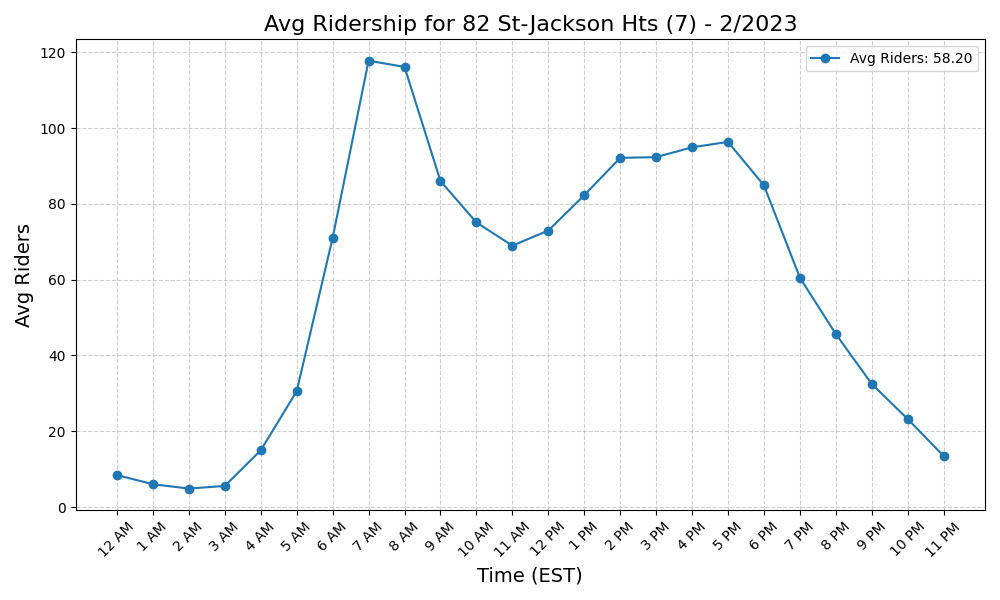 Avg Ridership for 82 St-Jackson Hts (7) - 2/2023
Avg Riders: 58.20
Avg Riders
120
100
80
60
40
20
0
12 AM
1 AM
2 AM
3 AM
4 AM
5 AM
6 AM
7 AM
8 AM
9 AM
10 AM
11 AM
12 PM
1 PM
2 PM
3 PM
4 PM
5 PM
6 PM
7 PM
8 PM
9 PM
10 PM
11 PM
Time (EST)